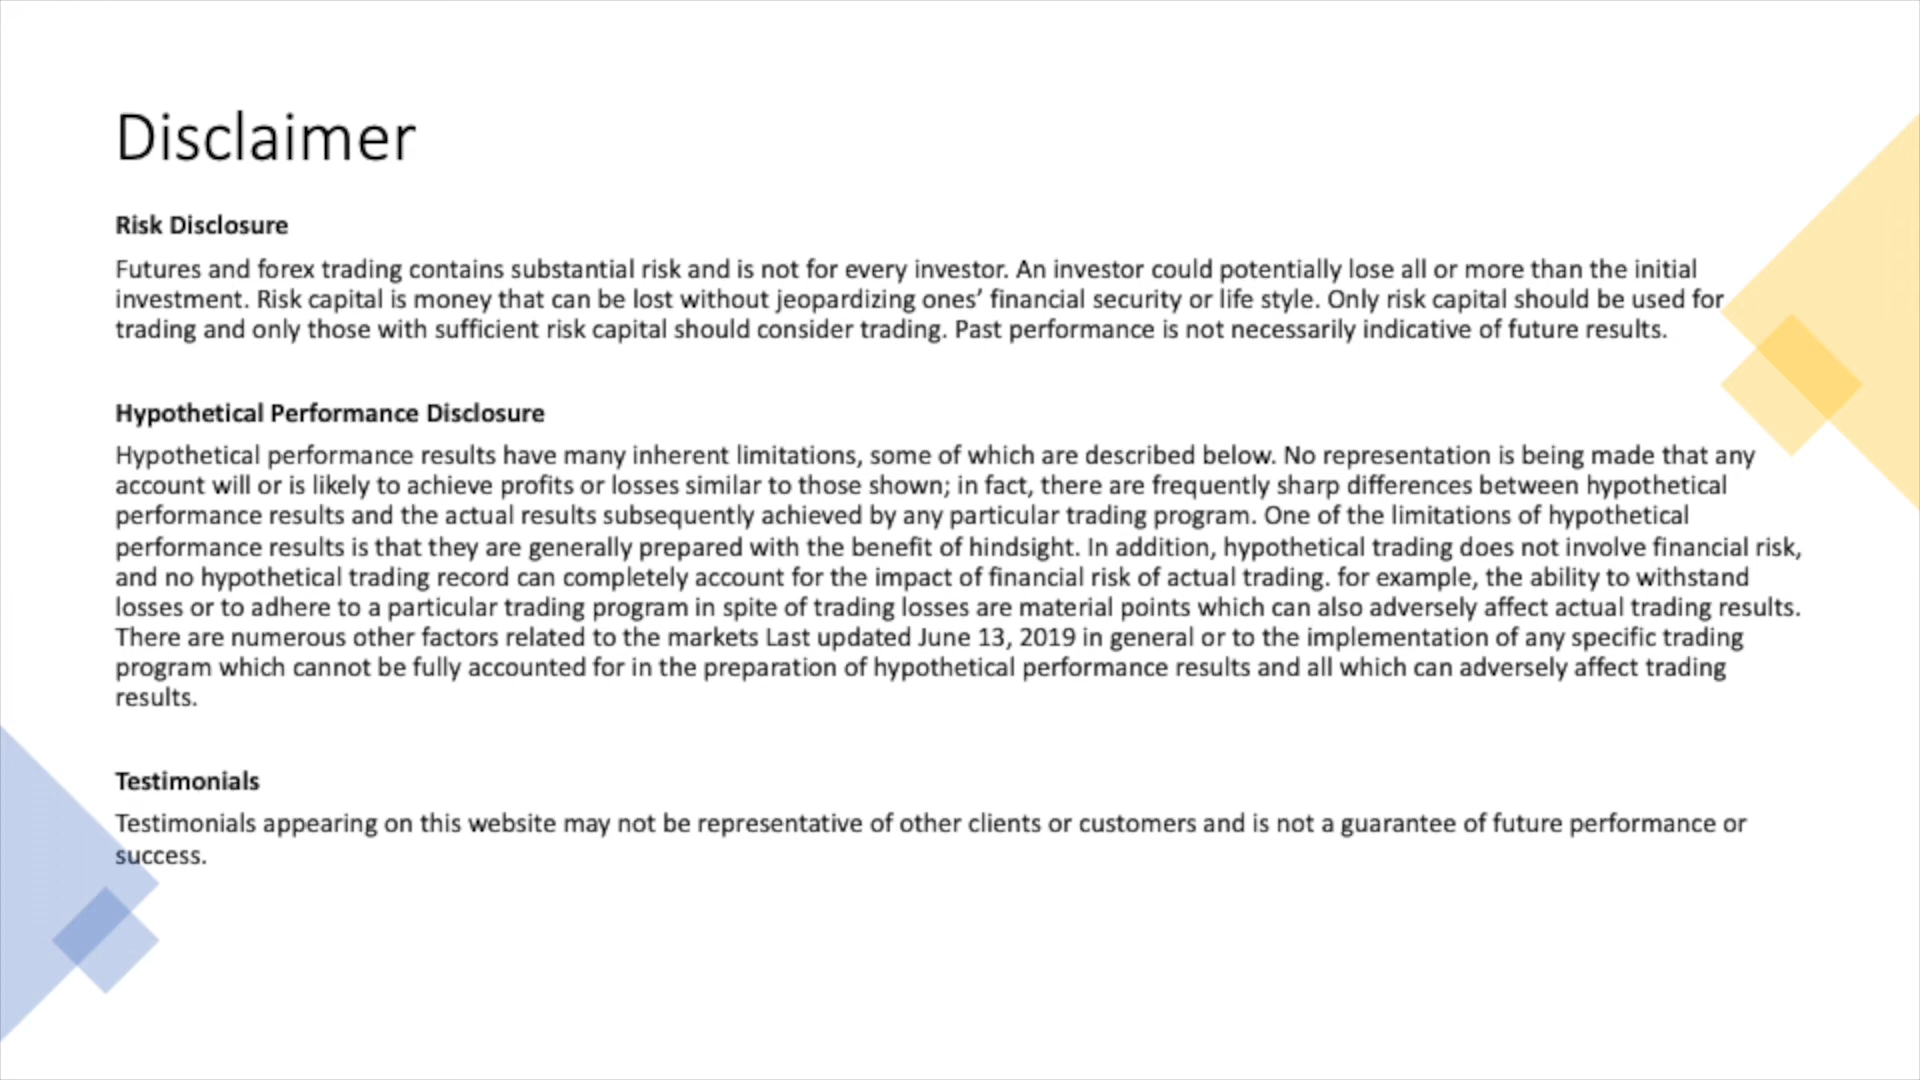 Disclaimer
Risk Disclosure
Futures and forex trading contains substantial risk and is not for every investor. An investor could potentially lose all or more than the initial
investment. Risk capital is money that can be lost without jeopardizing ones’ financial security or life style. Only risk capital should be used for
trading and only those with sufficient risk capital should consider trading. Past performance is not necessarily indicative of future results.
Hypothetical Performance Disclosure
Hypothetical performance results have many inherent limitations, some of which are described below. No representation is being made that any
account will or is likely to achieve profits or losses similar to those shown; in fact, there are frequently sharp differences between hypothetical
performance results and the actual results subsequently achieved by any particular trading program. One of the limitations of hypothetical
performance results is that they are generally prepared with the benefit of hindsight. In addition, hypothetical trading does not involve financial risk,
and no hypothetical trading record can completely account for the impact of financial risk of actual trading. for example, the ability to withstand
losses or to adhere to a particular trading program in spite of trading losses are material points which can also adversely affect actual trading results.
There are numerous other factors related to the markets Last updated June 13, 2019 in general or to the implementation of any specific trading
program which cannot be fully accounted for in the preparation of hypothetical performance results and all which can adversely affect trading
results.
Testimonials
Testimonials appearing on this website may not be representative of other clients or customers and is not a guarantee of future performance or
success.